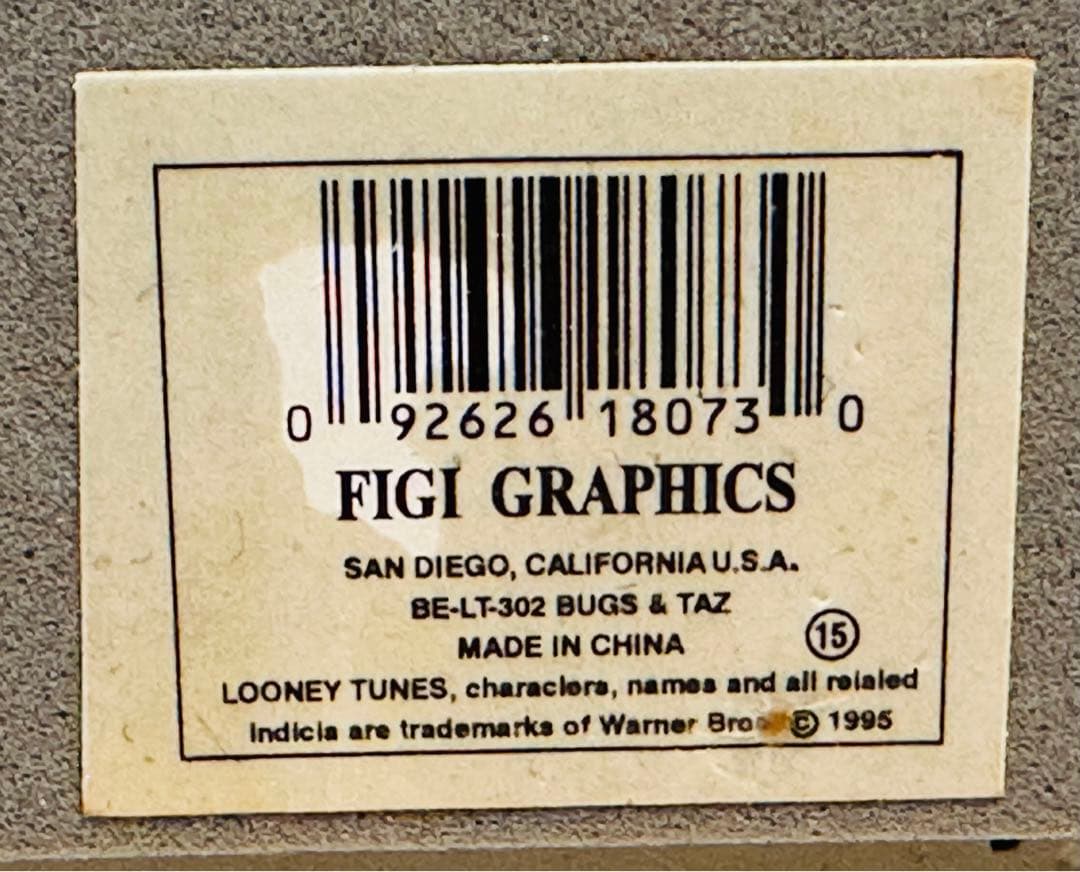 0 92626 18073 0
FIGI GRAPHICS
SAN DIEGO, CALIFORNIA U.S.A.
BE-LT-302 BUGS & TAZ
MADE IN CHINA
15
LOONEY TUNES, characters, names and all related
Indicia are trademarks of Warner Bro © 1995